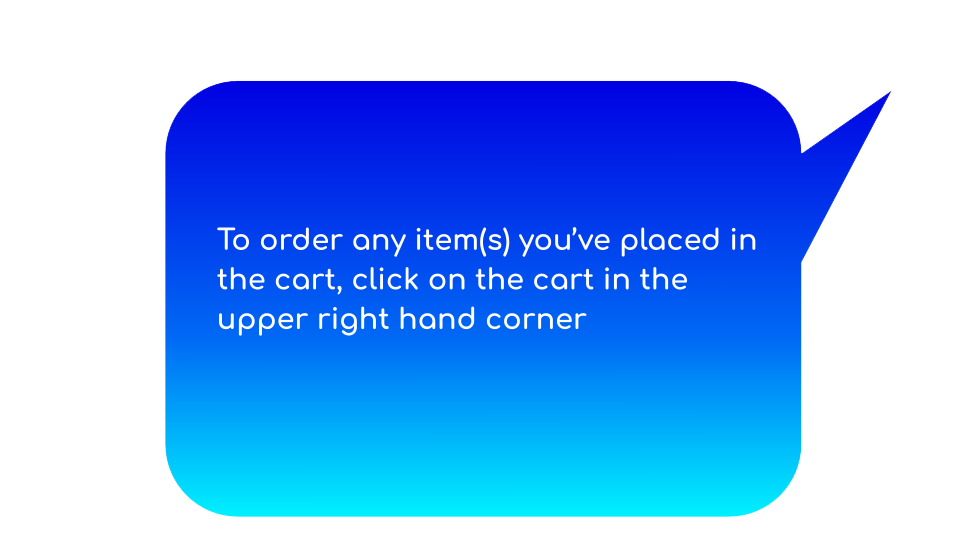 To order any item(s) you’ve placed in
the cart, click on the cart in the
upper right hand corner